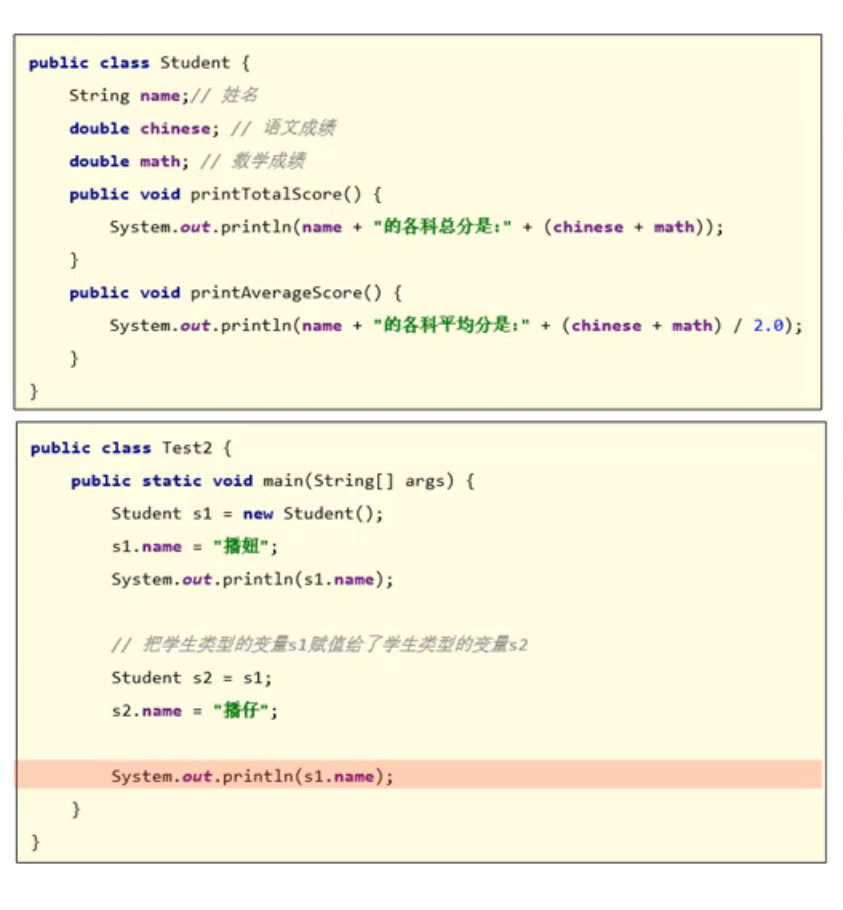 public class Student {
String name;// 姓名
double chinese; // 语文成绩
double math; // 数学成绩
public void printTotalScore() {
System.out.println(name + "的各科总分是:" + (chinese + math));
}
public void printAverageScore() {
System.out.println(name + "的各科平均分是:" + (chinese + math) / 2.0);
}
}
public class Test2 {
public static void main(String[] args) {
Student s1 = new Student();
s1.name = "播妞";
System.out.println(s1.name);
// 把学生类型的变量s1赋值给了学生类型的变量s2
Student s2 = s1;
s2.name = "播仔";
System.out.println(s1.name);
}
}